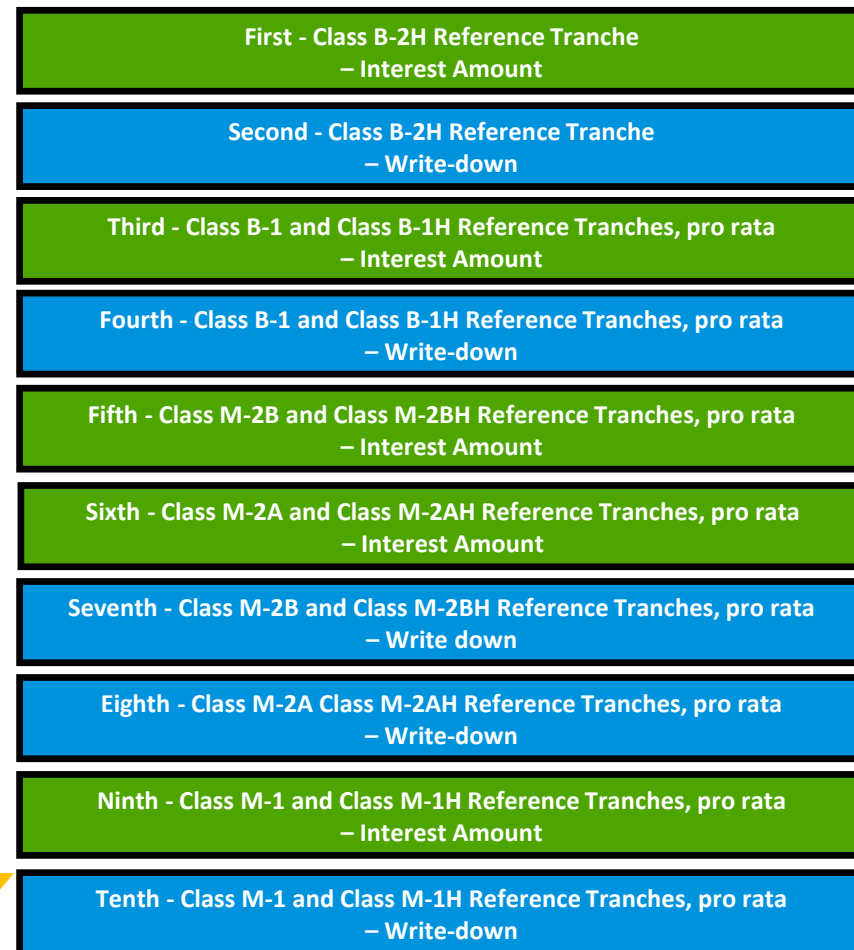 First - Class B-2H Reference Tranche
– Interest Amount
Second - Class B-2H Reference Tranche
– Write-down
Third - Class B-1 and Class B-1H Reference Tranches, pro rata
– Interest Amount
Fourth - Class B-1 and Class B-1H Reference Tranches, pro rata
– Write-down
Fifth - Class M-2B and Class M-2BH Reference Tranches, pro rata
– Interest Amount
Sixth - Class M-2A and Class M-2AH Reference Tranches, pro rata
– Interest Amount
Seventh - Class M-2B and Class M-2BH Reference Tranches, pro rata
– Write down
Eighth - Class M-2A Class M-2AH Reference Tranches, pro rata
– Write-down
Ninth - Class M-1 and Class M-1H Reference Tranches, pro rata
– Interest Amount
Tenth - Class M-1 and Class M-1H Reference Tranches, pro rata
– Write-down